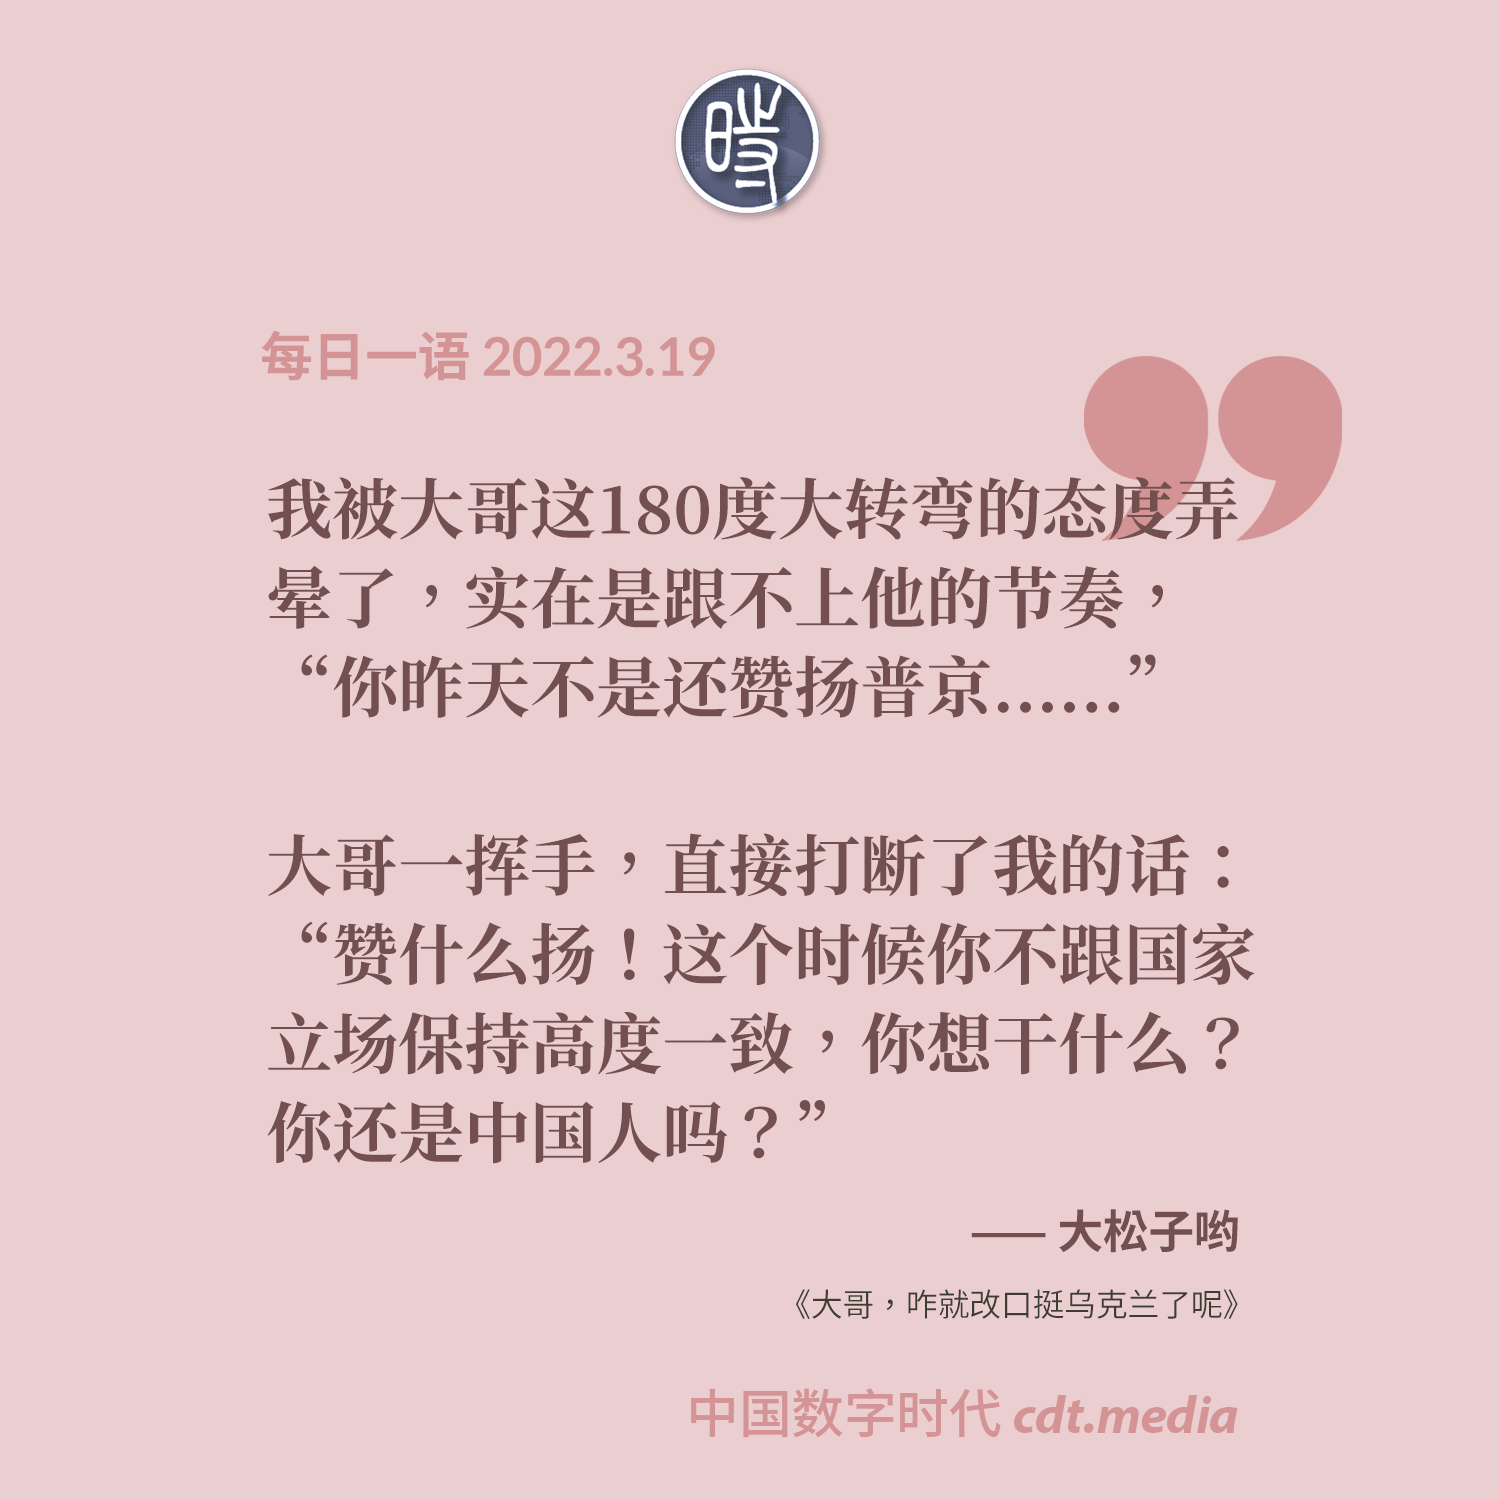 時
每日一语 2022.3.19
我被大哥这180度大转弯的态度弄
晕了，实在是跟不上他的节奏，
“你昨天不是还赞扬普京……”
大哥一挥手，直接打断了我的话：
“赞什么扬！这个时候你不跟国家
立场保持高度一致，你想干什么？
你还是中国人吗？”
—— 大松子哟
《大哥，咋就改口挺乌克兰了呢》
中国数字时代 cdt.media